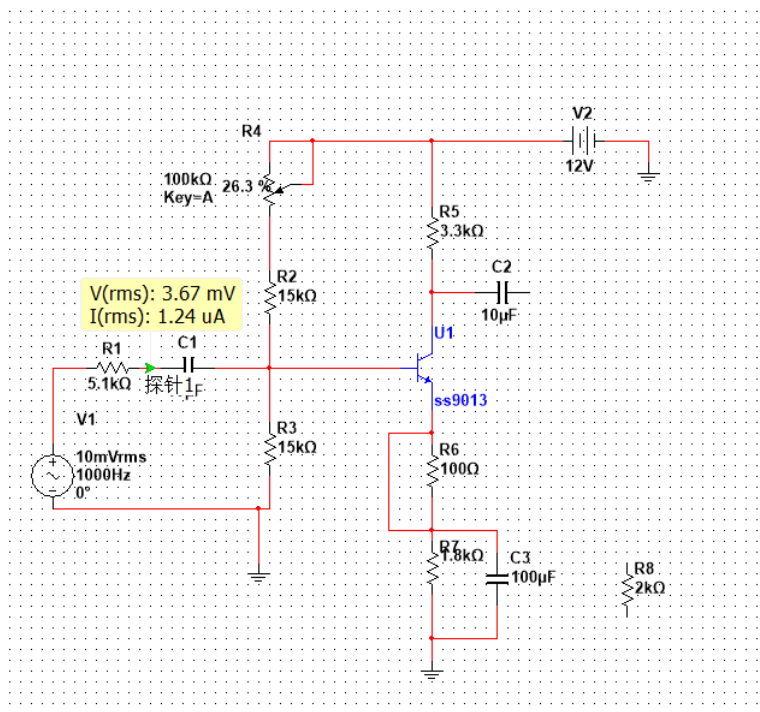 V2
12V
R4
100kΩ
Key=A
26.3 %
R5
3.3kΩ
R2
15kΩ
C2
10µF
V(rms): 3.67 mV
I(rms): 1.24 uA
R1
5.1kΩ
C1
探针1
F
U1
ss9013
V1
10mVrms
1000Hz
0°
R3
15kΩ
R6
100Ω
R7
1.8kΩ
C3
100µF
R8
2kΩ